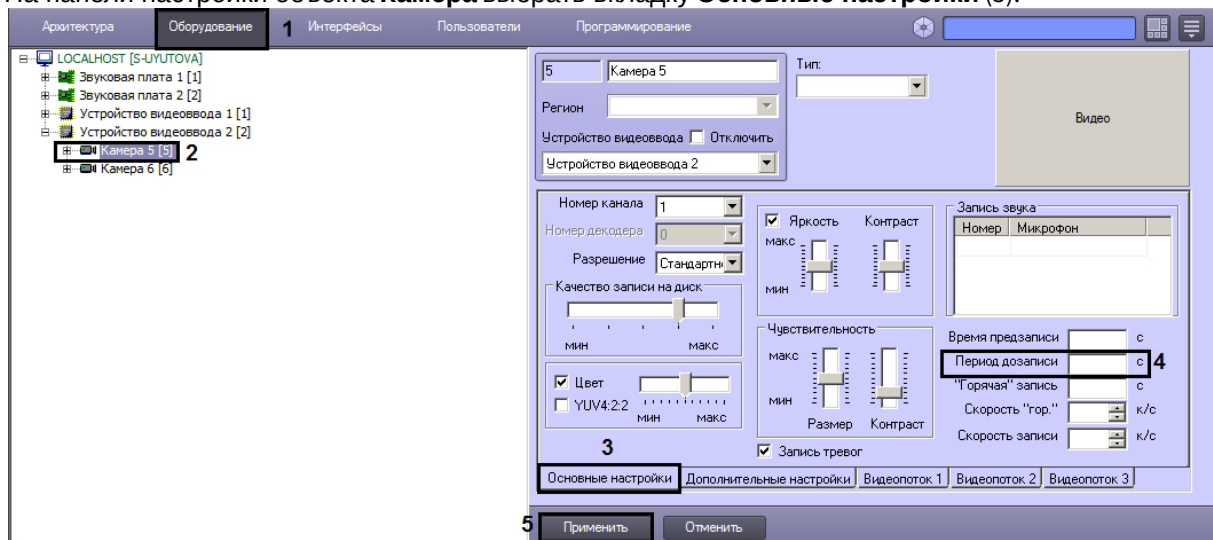 На панели настройки объекта Камера выбрать вкладку Основные настройки (3).
Архитектура Оборудование 1 Интерфейсы Пользователи Программирование
LOCALHOST [S-UYUTOVA]
Звуковая плата 1 [1]
Звуковая плата 2 [2]
Устройство видеоввода 1 [1]
Устройство видеоввода 2 [2]
Камера 5 [5] 2
Камера 6 [6]
5 Камера 5
Тип:
Регион
Устройство видеоввода Отключить
Устройство видеоввода 2
Видео
Номер канала 1
Номер декодера 0
Разрешение Стандартн
Качество записи на диск
мин макс
Цвет
YUV4:2:2
мин макс
3
Яркость Контраст
макс
мин
Чувствительность
макс
мин
Размер Контраст
Запись тревог
Запись звука
Номер Микрофон
Время предзаписи с
Период дозаписи с 4
"Горячая" запись с
Скорость "гор." к/с
Скорость записи к/с
Основные настройки Дополнительные настройки Видеопоток 1 Видеопоток 2 Видеопоток 3
5 Применить Отменить